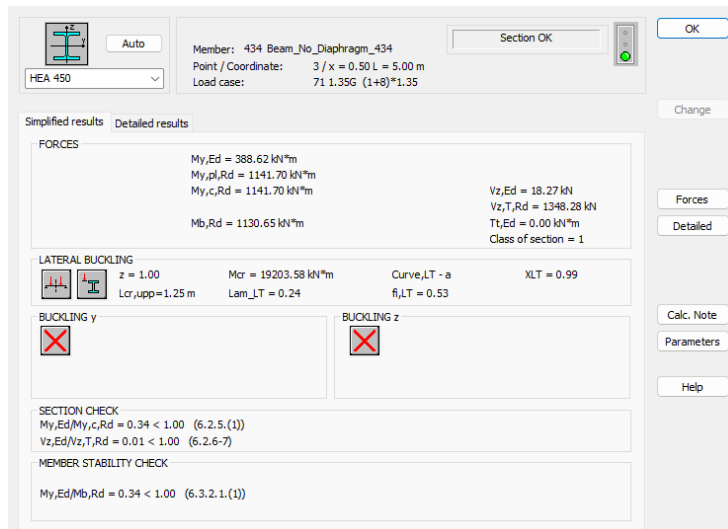 Auto
HEA 450
Member: 434 Beam_No_Diaphragm_434
Point / Coordinate: 3 / x = 0.50 L = 5.00 m
Load case: 71 1.35G (1+8)*1.35
Section OK
OK
Change
Forces
Detailed
Calc. Note
Parameters
Help
Simplified results Detailed results
FORCES
My,Ed = 388.62 kN*m
My,pl,Rd = 1141.70 kN*m
My,c,Rd = 1141.70 kN*m
Mb,Rd = 1130.65 kN*m
Vz,Ed = 18.27 kN
Vz,T,Rd = 1348.28 kN
Tt,Ed = 0.00 kN*m
Class of section = 1
LATERAL BUCKLING
z = 1.00 Mcr = 19203.58 kN*m Curve,LT - a XLT = 0.99
Lcr,upp=1.25 m Lam_LT = 0.24 fi,LT = 0.53
BUCKLING y
BUCKLING z
SECTION CHECK
My,Ed/My,c,Rd = 0.34 < 1.00 (6.2.5.(1))
Vz,Ed/Vz,T,Rd = 0.01 < 1.00 (6.2.6-7)
MEMBER STABILITY CHECK
My,Ed/Mb,Rd = 0.34 < 1.00 (6.3.2.1.(1))